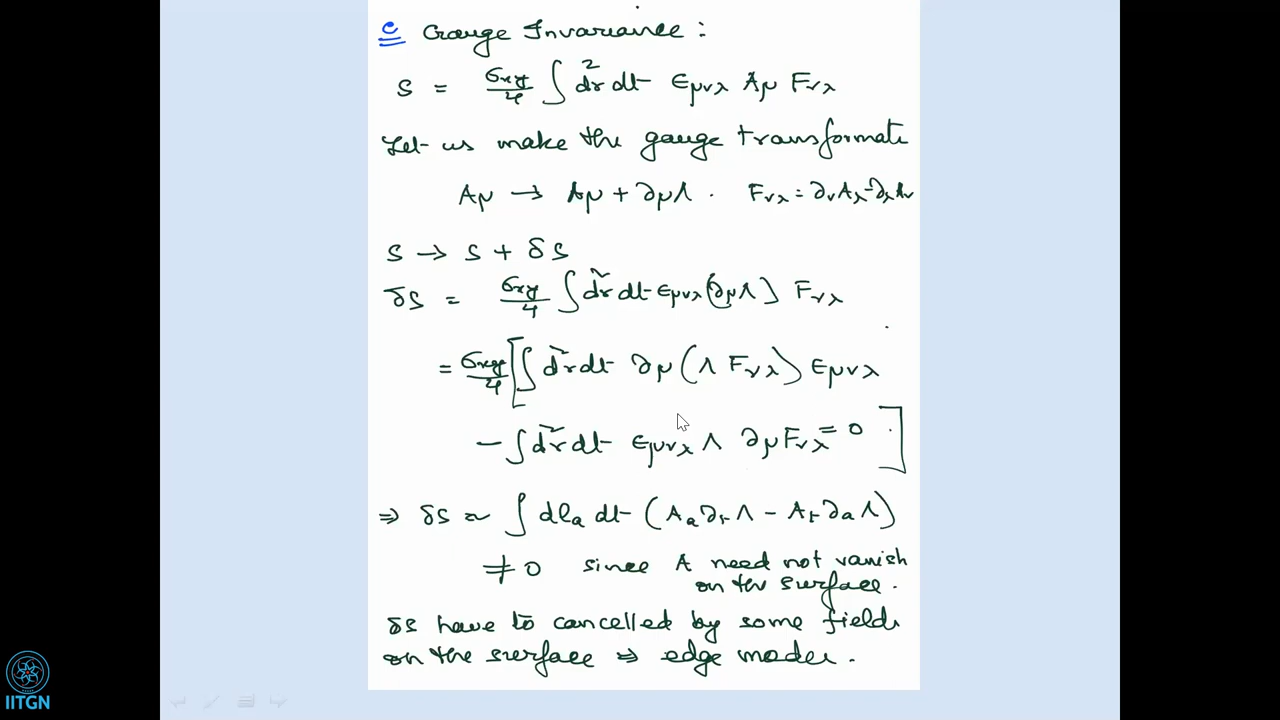 c Gauge Invariance :
S = σxy/4 ∫ d²r dt ϵμνλ Aμ Fνλ
Let us make the gauge transformate
Aμ → Aμ + ∂μΛ . Fνλ = ∂νAλ - ∂λAν
S → S + δS
δS = σxy/4 ∫ d²r dt ϵμνλ (∂μΛ) Fνλ
= σxy/4 [ ∫ d²r dt ∂μ (Λ Fνλ) ϵμνλ
- ∫ d²r dt ϵμνλ Λ ∂μFνλ = 0 ]
⇒ δS ~ ∫ dla dt (Aa ∂tΛ - At ∂aΛ)
≠ 0 since A need not vanish
on the surface.
δS have to cancelled by some fields
on the surface ⇒ edge modes.
IITGN